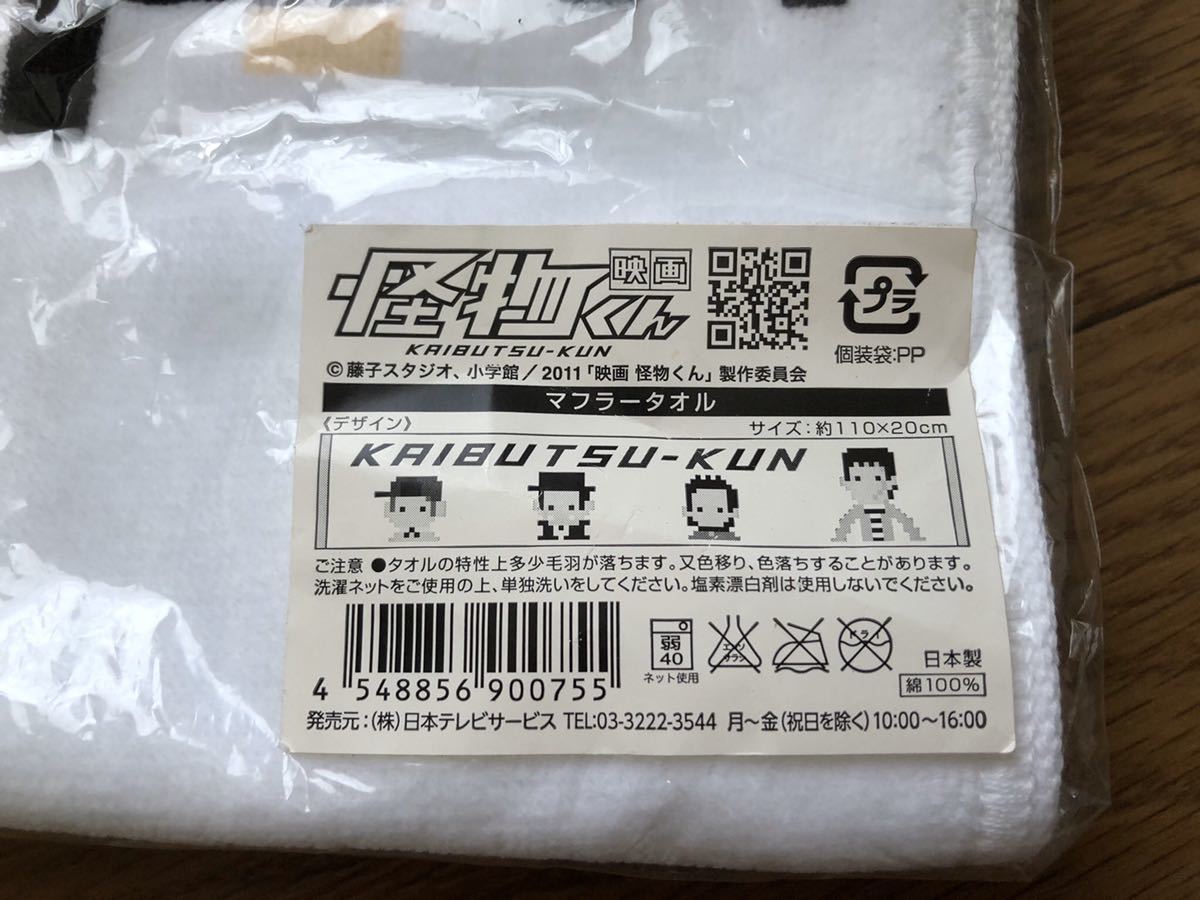 映画 怪物くん
KAIBUTSU-KUN
プラ
個装袋:PP
©藤子スタジオ、小学館/2011「映画 怪物くん」製作委員会
マフラータオル
《デザイン》
サイズ:約110×20cm
KAIBUTSU-KUN
ご注意 ●タオルの特性上多少毛羽が落ちます。又色移り、色落ちすることがあります。
洗濯ネットをご使用の上、単独洗いをしてください。塩素漂白剤は使用しないでください。
弱
40
ネット使用
エンソ
サラシ
ドライ
日本製
綿100%
4 548856 900755
発売元:(株)日本テレビサービス TEL:03-3222-3544 月~金(祝日を除く)10:00~16:00